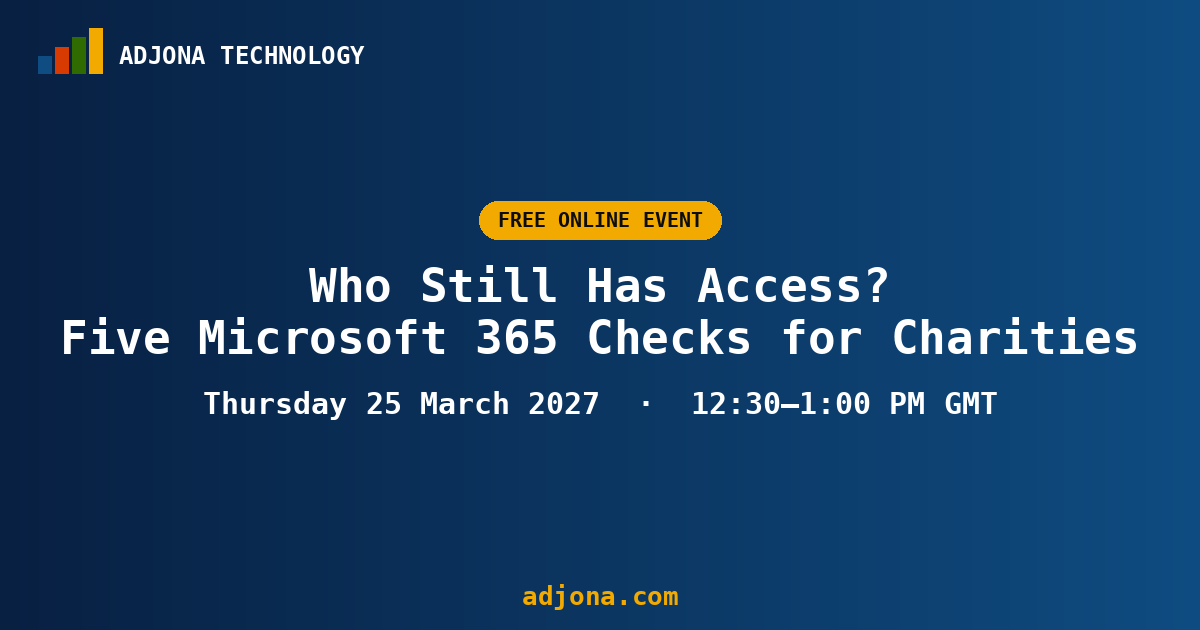 ADJONA TECHNOLOGY
FREE ONLINE EVENT
Who Still Has Access?
Five Microsoft 365 Checks for Charities
Thursday 25 March 2027 · 12:30–1:00 PM GMT
adjona.com